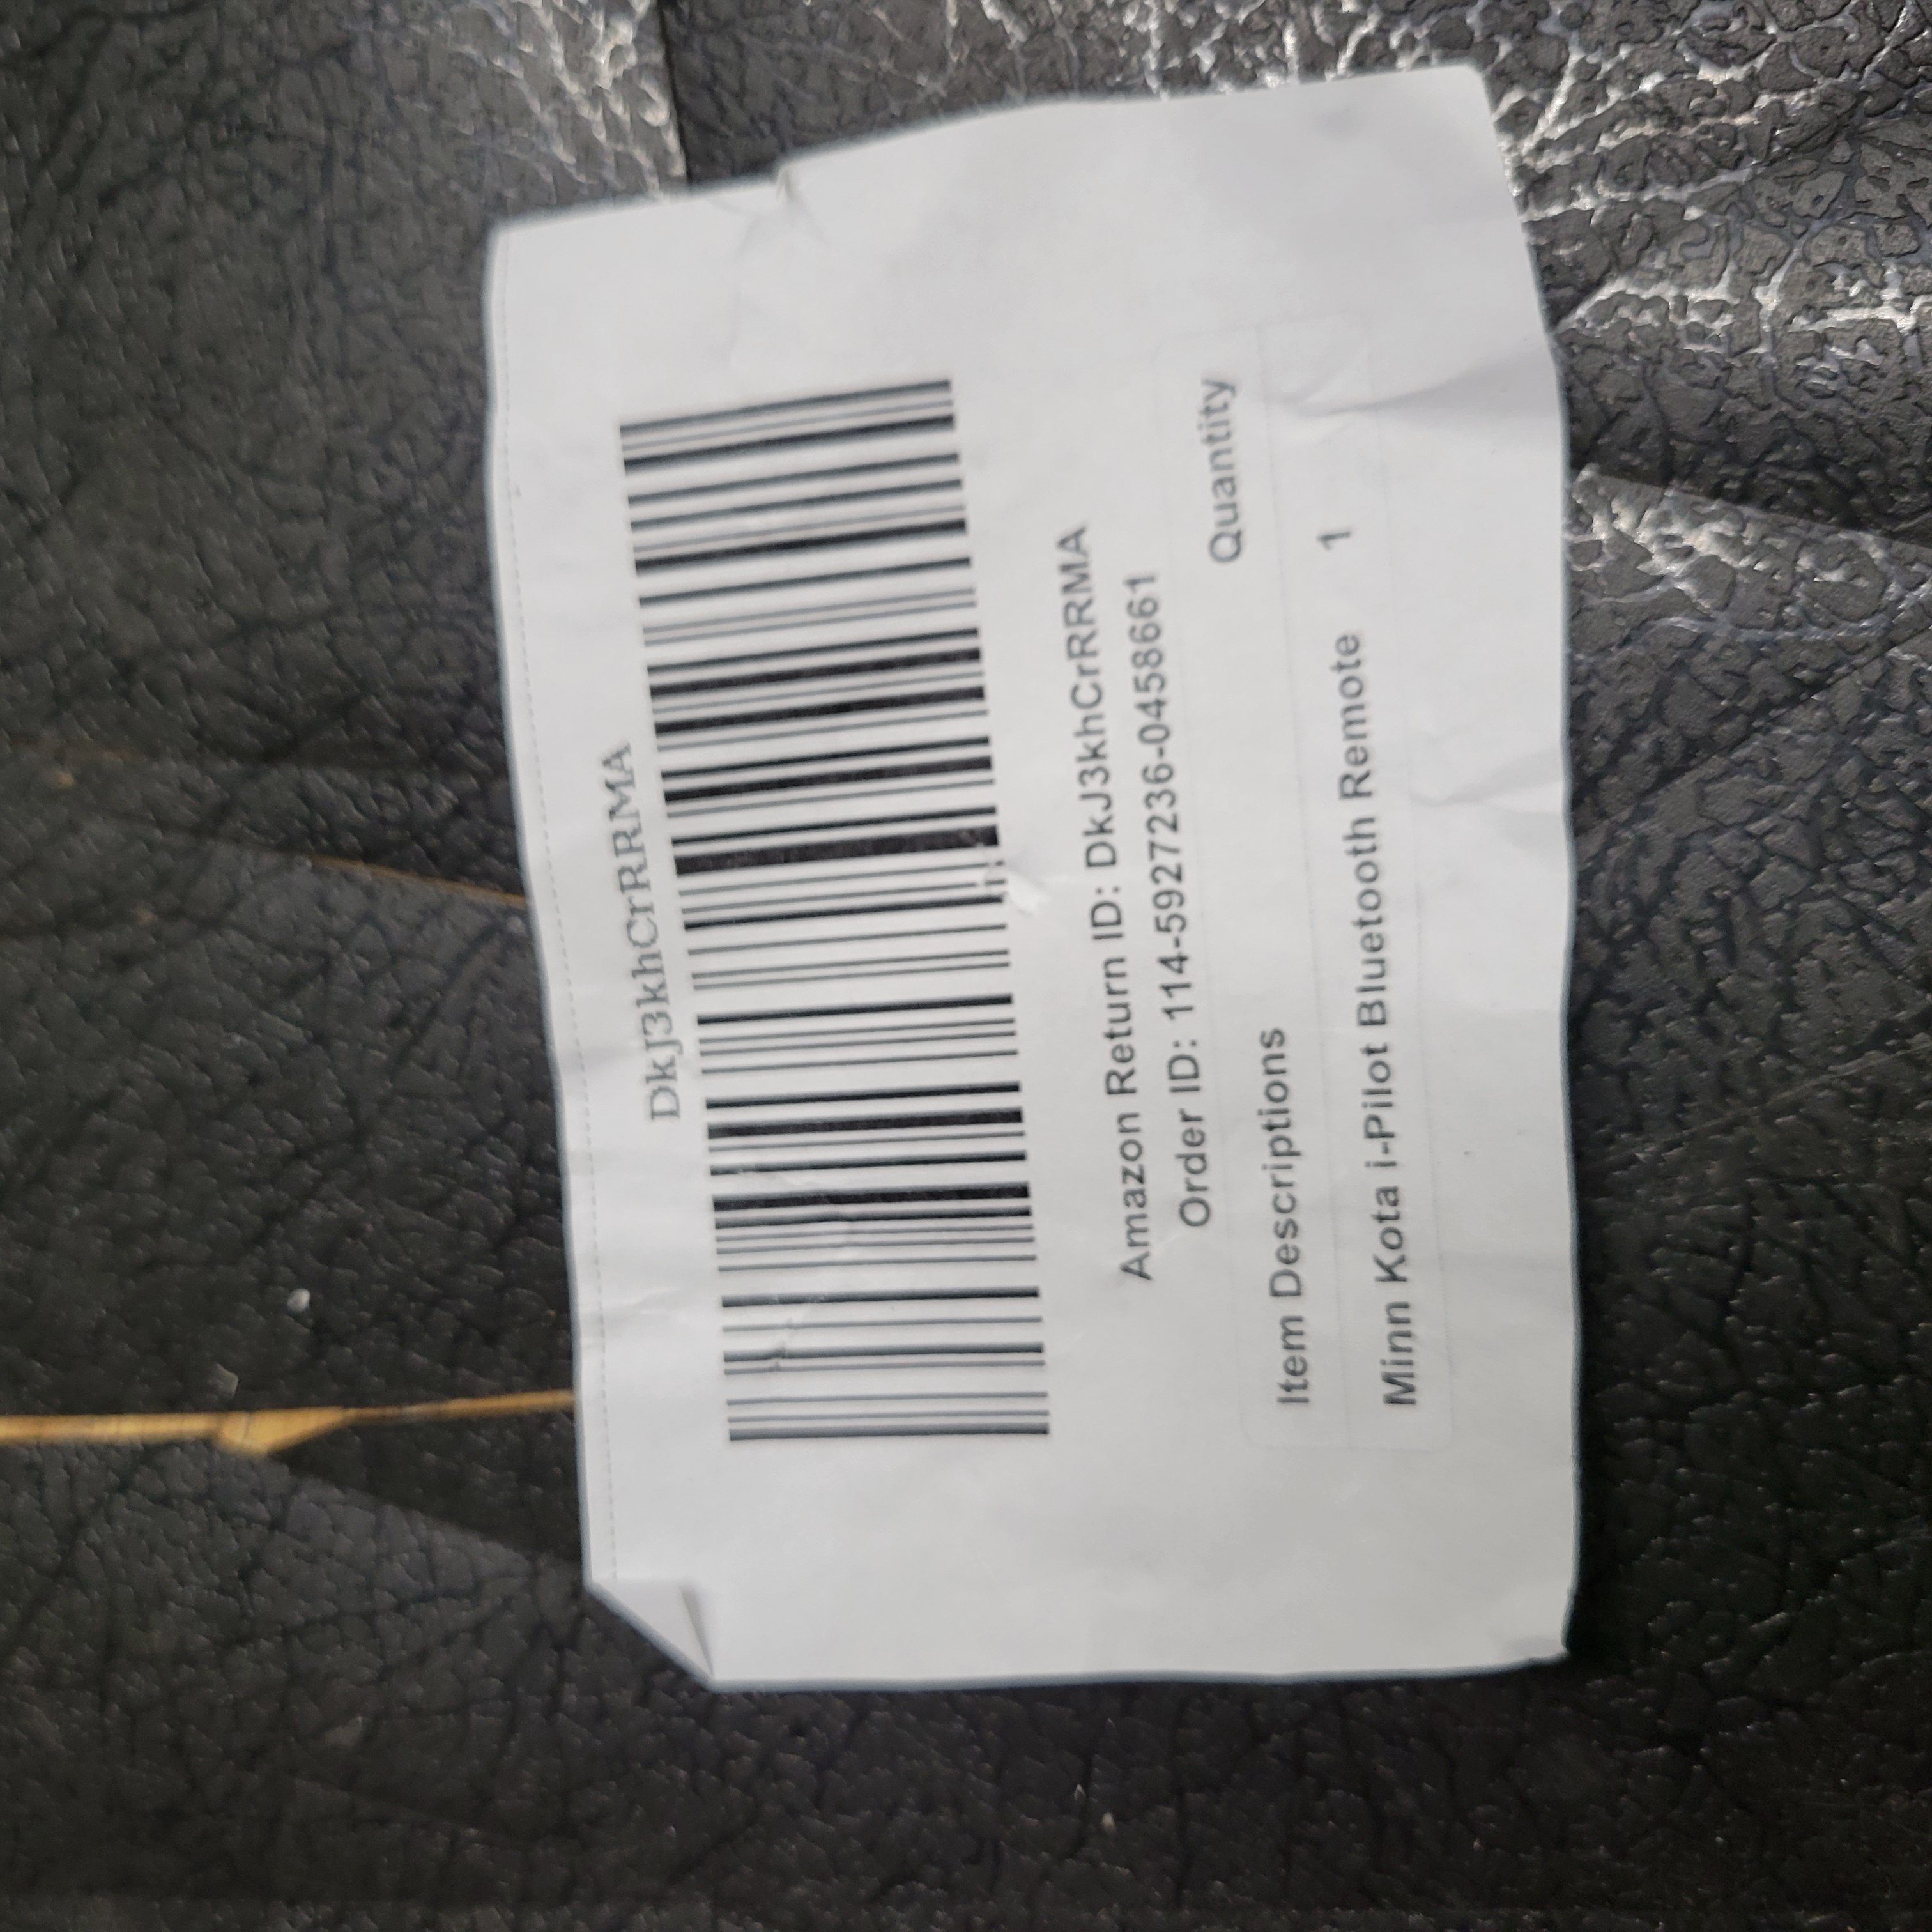 DkJ3khCrRRMA
Amazon Return ID: DkJ3khCrRRMA
Order ID: 114-5927236-0458661
Item Descriptions Quantity
Minn Kota i-Pilot Bluetooth Remote 1